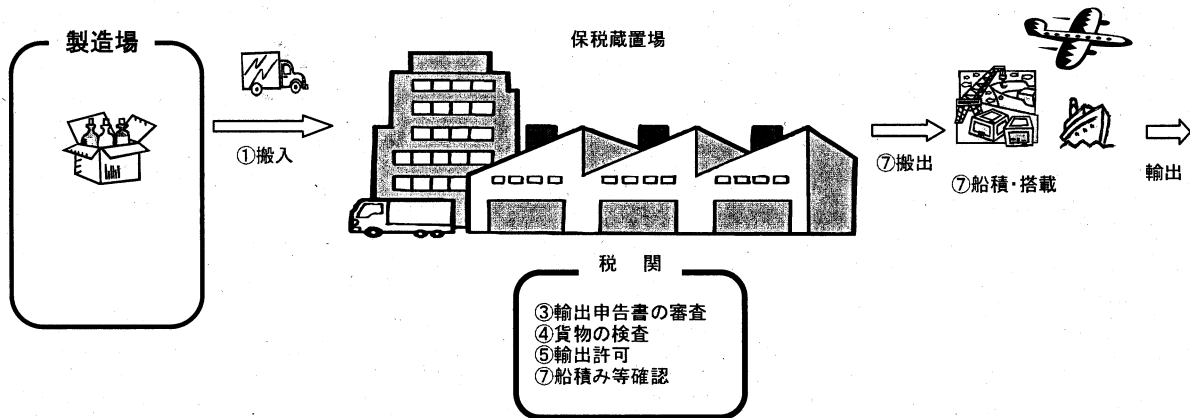 製造場
①搬入
保税蔵置場
⑦搬出
⑦船積・搭載
輸出
税 関
③輸出申告書の審査
④貨物の検査
⑤輸出許可
⑦船積み等確認